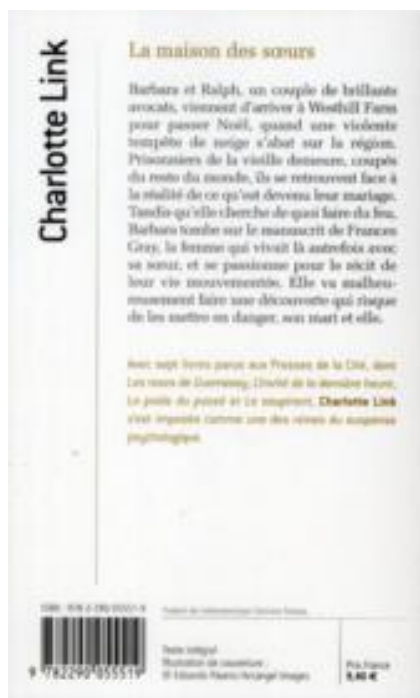 Charlotte Link
La maison des sœurs
Barbara et Ralph, un couple de brillants
avocats, viennent d'arriver à Westhill Farm
pour passer Noël, quand une violente
tempête de neige s'abat sur la région.
Prisonniers de la vieille demeure, coupés
du reste du monde, ils se retrouvent face à
la réalité de ce qu'est devenu leur mariage.
Tandis qu'elle cherche de quoi faire du feu,
Barbara tombe sur le manuscrit de Frances
Gray, la femme qui vivait là autrefois avec
sa sœur, et se passionne pour le récit de
leur vie mouvementée. Elle va malheu-
reusement faire une découverte qui risque
de les mettre en danger, son mari et elle.
Avec sept livres parus aux Presses de la Cité, dont
Les roses de Guernesey, L'invité de la dernière heure,
Le poids du passé et Le soupirant, Charlotte Link
s'est imposée comme une des reines du suspense
psychologique.
Texte intégral
Illustration de couverture :
© Images
Prix France
9,40 €
9 782290 055519